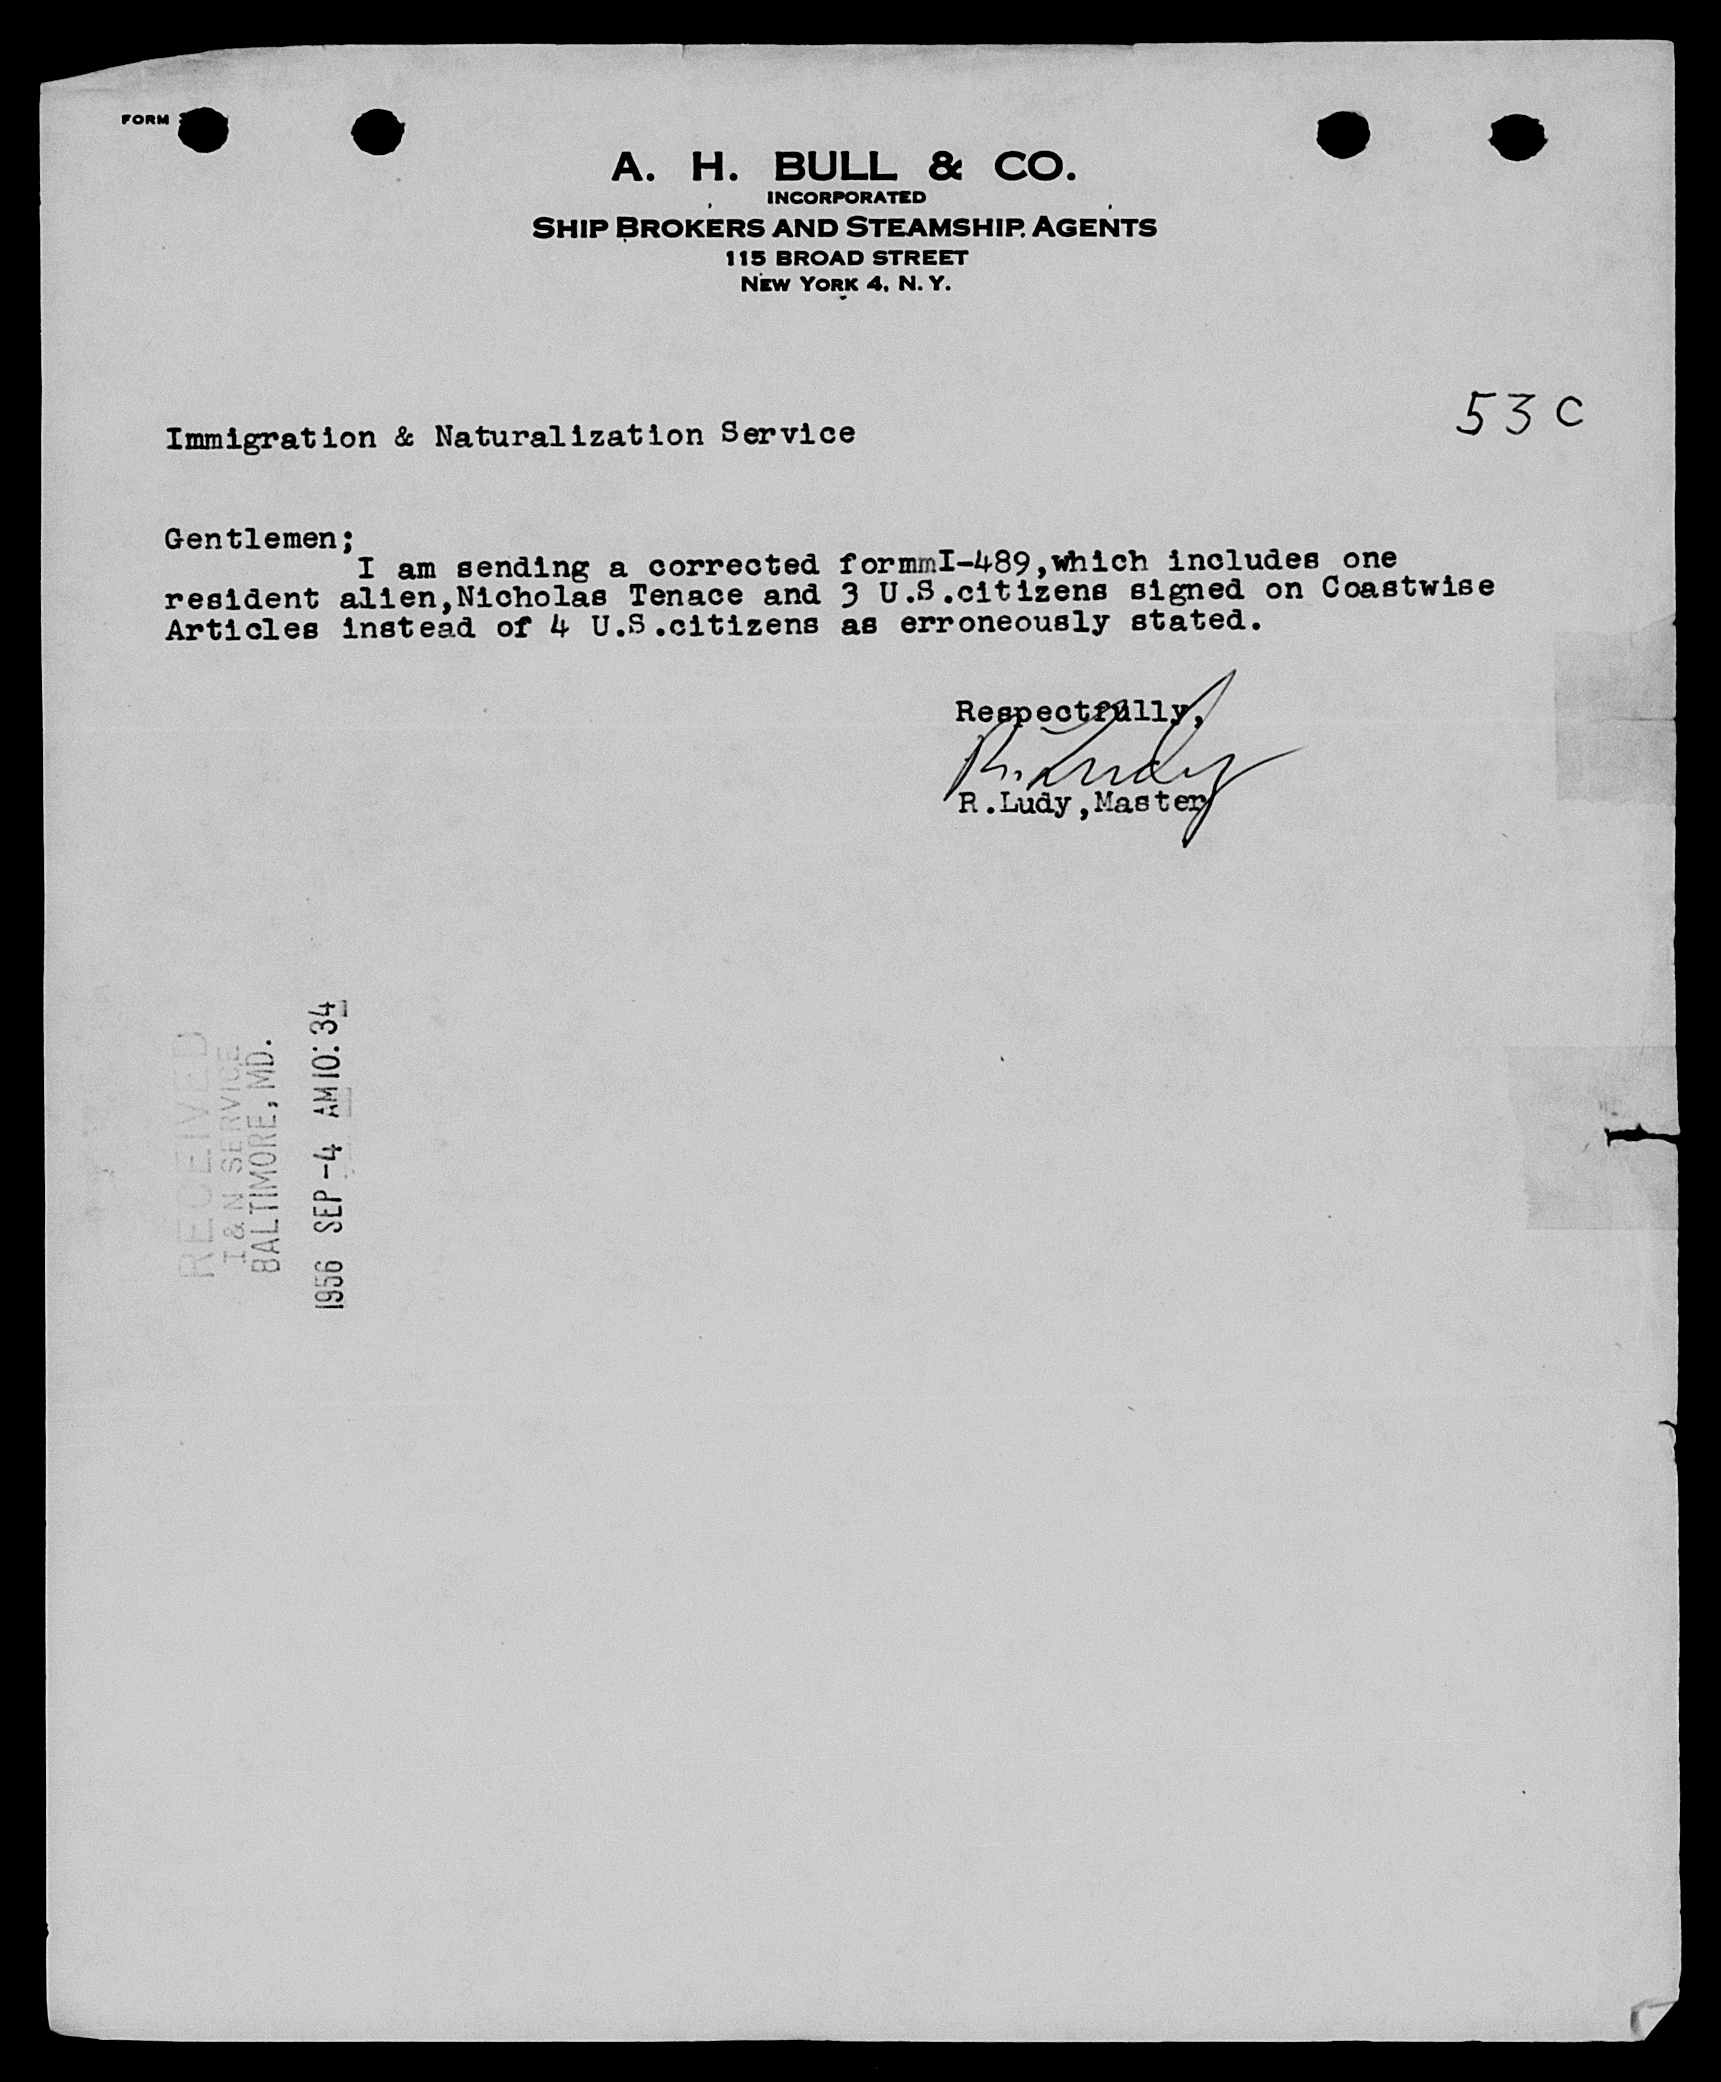 FORM
A. H. BULL & CO.
INCORPORATED
SHIP BROKERS AND STEAMSHIP AGENTS
115 BROAD STREET
NEW YORK 4, N. Y.
53 C
Immigration & Naturalization Service
Gentlemen;
I am sending a corrected formmI-489,which includes one
resident alien,Nicholas Tenace and 3 U.S.citizens signed on Coastwise
Articles instead of 4 U.S.citizens as erroneously stated.
Respectfully,
R. Ludy
R.Ludy,Master
RECEIVED
I & N SERVICE
BALTIMORE, MD.
1956 SEP -4 AM 10: 34